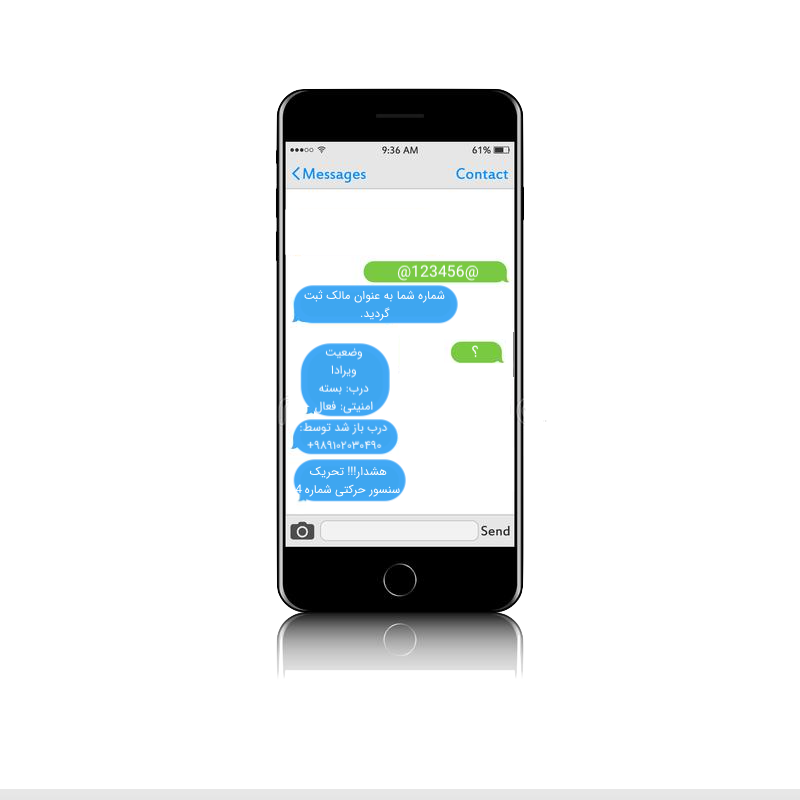 9:36 AM
61%
Messages
Contact
@123456@
شماره شما به عنوان مالک ثبت
گردید.
؟
وضعیت
ویرادا
درب: بسته
امنیتی: فعال
درب باز شد توسط:
+۹۸۹۱۰۲۰۳۰۴۹۰
هشدار!!! تحریک
سنسور حرکتی شماره 4
Send